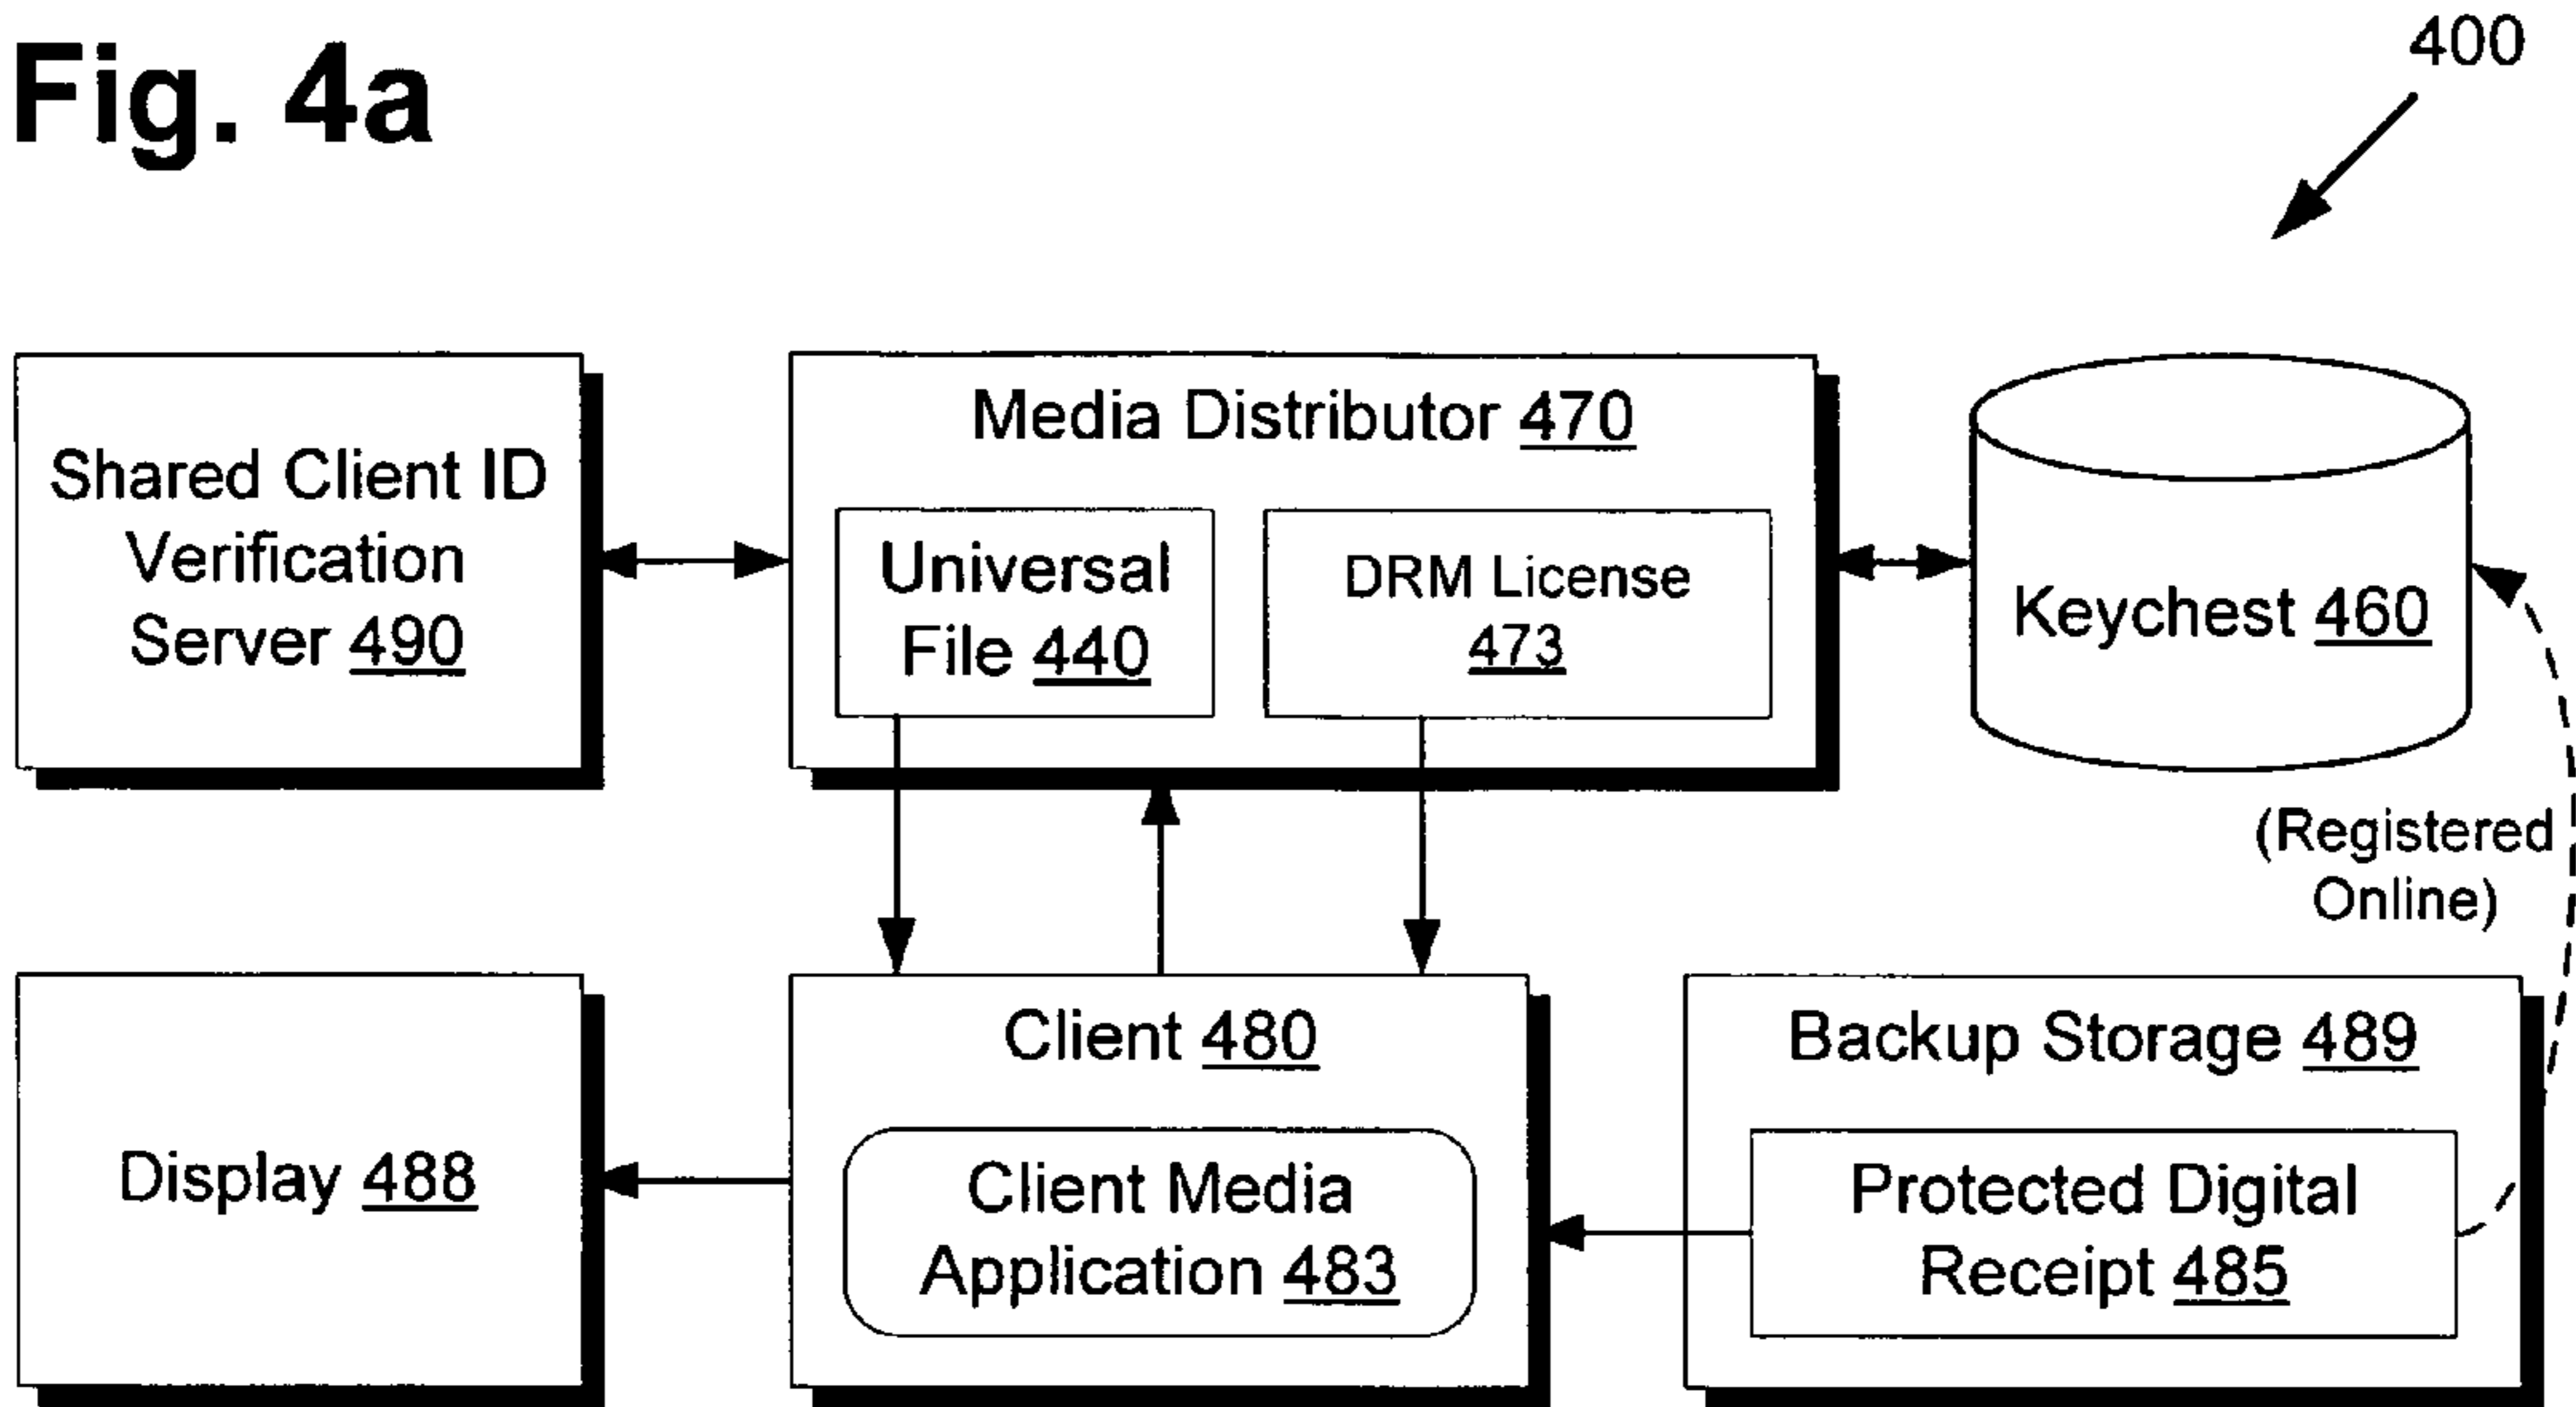 Fig. 4a
400
Shared Client ID
Verification
Server 490
Media Distributor 470
Universal
File 440
DRM License
473
Keychest 460
(Registered
Online)
Display 488
Client 480
Client Media
Application 483
Backup Storage 489
Protected Digital
Receipt 485